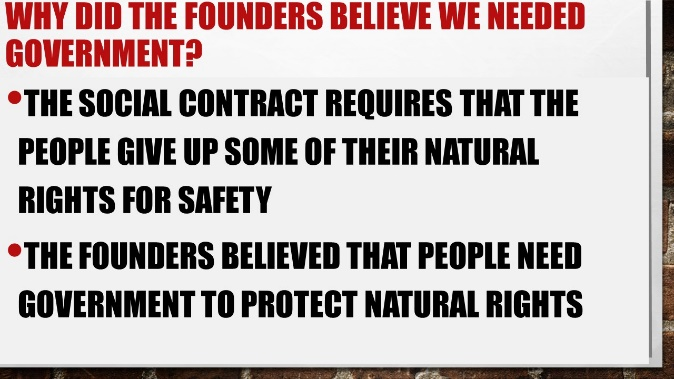 WHY DID THE FOUNDERS BELIEVE WE NEEDED
GOVERNMENT?
•THE SOCIAL CONTRACT REQUIRES THAT THE
PEOPLE GIVE UP SOME OF THEIR NATURAL
RIGHTS FOR SAFETY
•THE FOUNDERS BELIEVED THAT PEOPLE NEED
GOVERNMENT TO PROTECT NATURAL RIGHTS